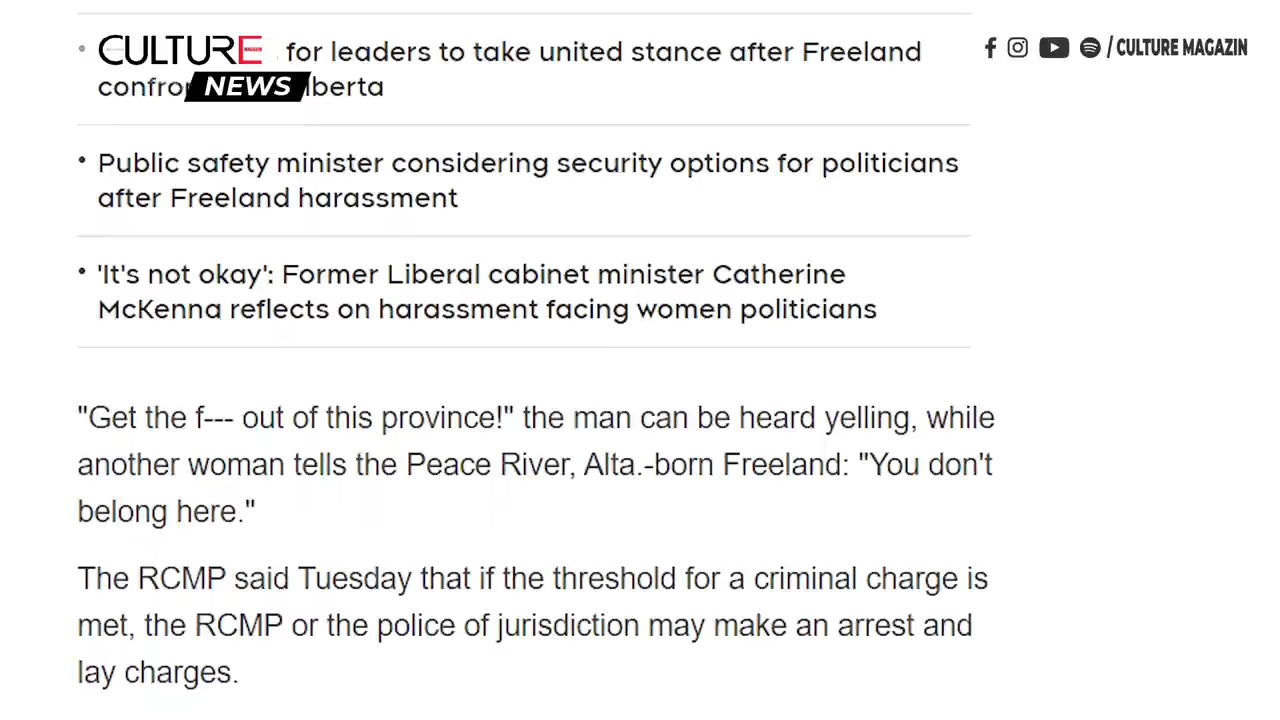 CULTURE
NEWS
for leaders to take united stance after Freeland
/ CULTURE MAGAZIN
• Public safety minister considering security options for politicians
after Freeland harassment
• 'It's not okay': Former Liberal cabinet minister Catherine
McKenna reflects on harassment facing women politicians
"Get the f--- out of this province!" the man can be heard yelling, while
another woman tells the Peace River, Alta.-born Freeland: "You don't
belong here."
The RCMP said Tuesday that if the threshold for a criminal charge is
met, the RCMP or the police of jurisdiction may make an arrest and
lay charges.